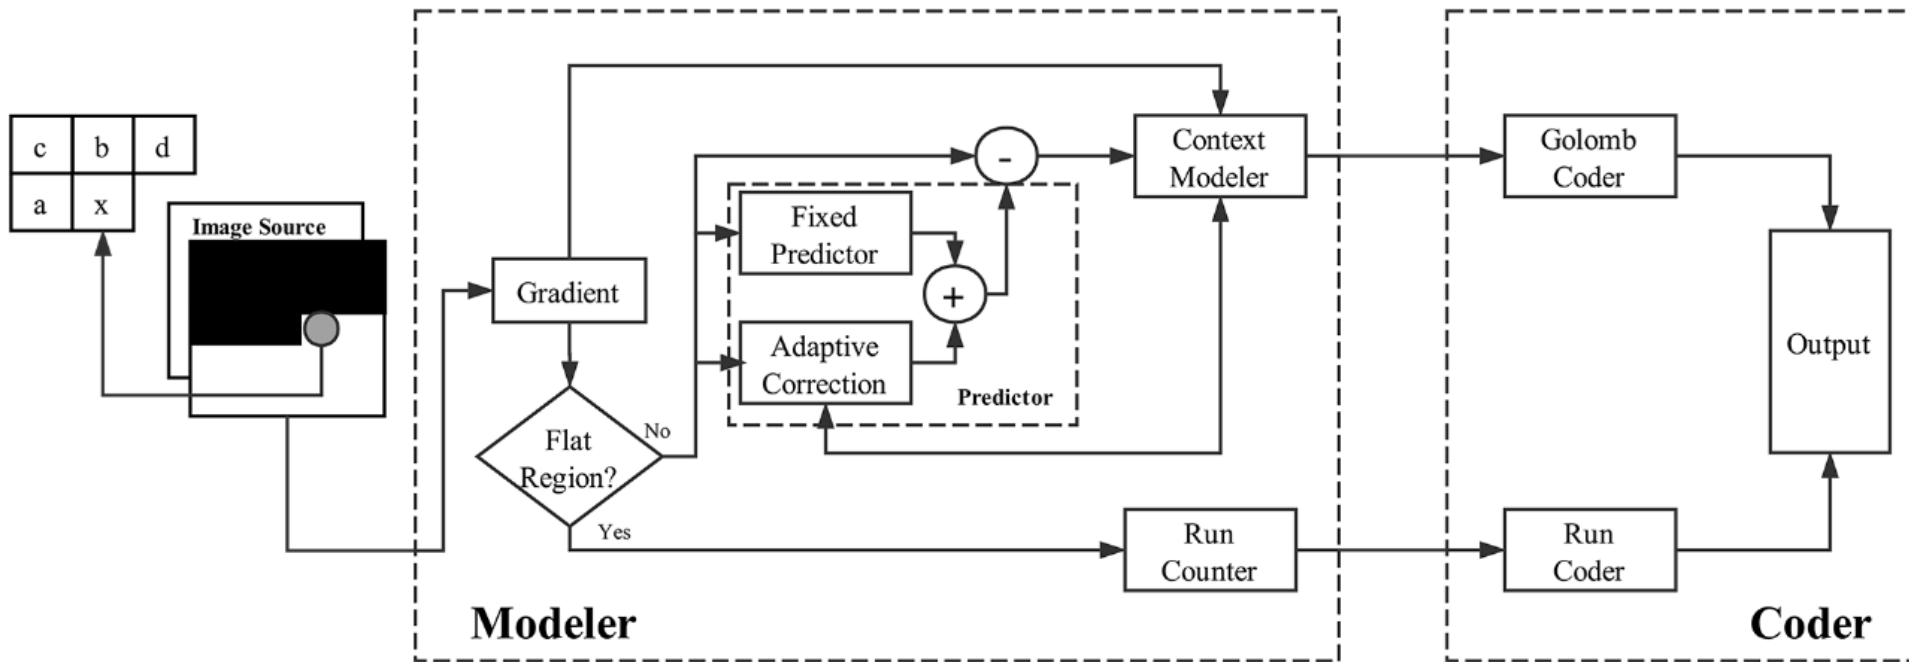 c b d
a x
Image Source
Gradient
Flat
Region?
No
Yes
Fixed
Predictor
Adaptive
Correction
+
-
Predictor
Context
Modeler
Run
Counter
Modeler
Golomb
Coder
Run
Coder
Output
Coder